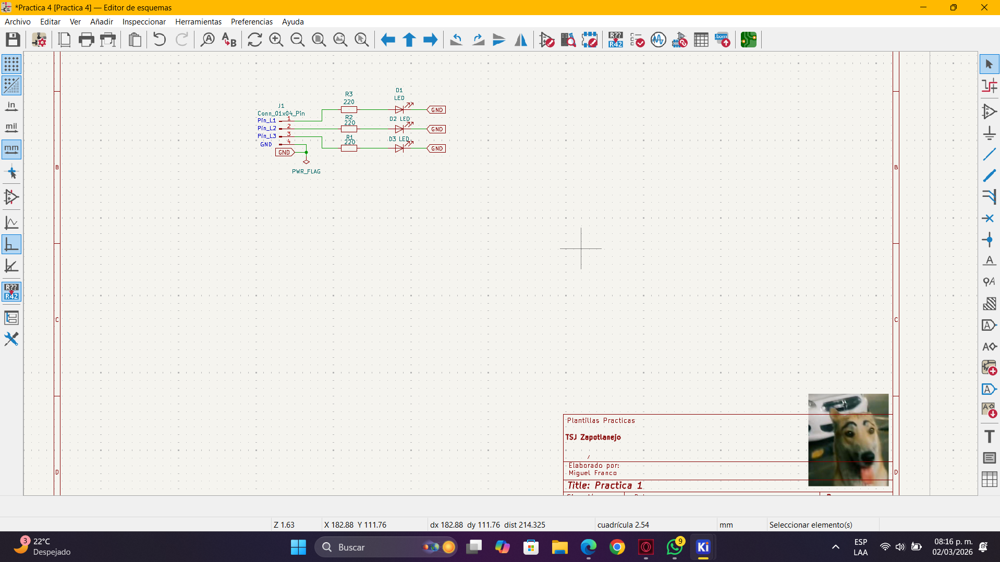 *Practica 4 [Practica 4] — Editor de esquemas
Archivo Editar Ver Añadir Inspeccionar Herramientas Preferencias Ayuda
A B R?? R42 .bom
in
mil
mm
R??
R42
R3
220
D1
LED
GND
J1
Conn_01x04_Pin
Pin_L1 1
R2
220
D2 LED
GND
Pin_L2 2
Pin_L3 3
R1
220
D3 LED
GND
GND 4
GND
PWR_FLAG
B B
C C
D D
Plantillas Practicas
TSJ Zapotlanejo
/
Elaborado por:
Miguel Franco
Title: Practica 1
A
A
A
A
A
A
T
Z 1.63 X 182.88 Y 111.76 dx 182.88 dy 111.76 dist 214.325 cuadrícula 2.54 mm Seleccionar elemento(s)
3
22°C
Despejado
Buscar
9
Ki
ESP
LAA
08:16 p. m.
02/03/2026